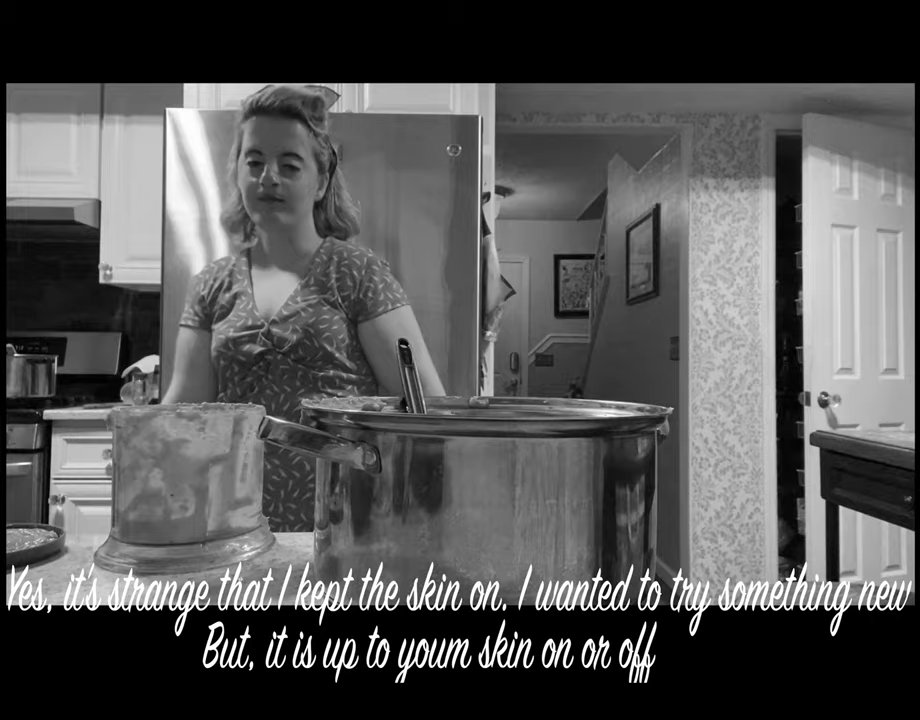 Yes, it's strange that I kept the skin on. I wanted to try something new
But, it is up to youm skin on or off